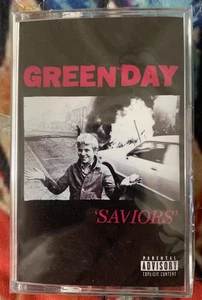 GREEN DAY
'SAVIORS'
PARENTAL
ADVISORY
EXPLICIT CONTENT